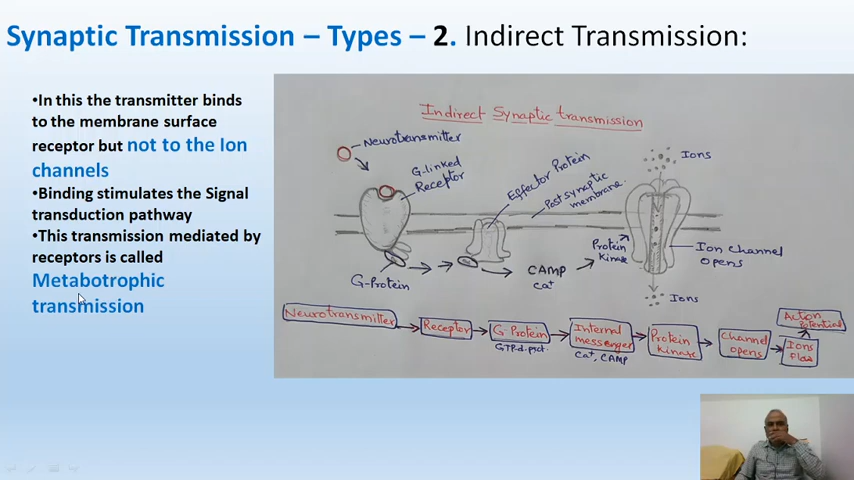 Synaptic Transmission – Types – 2. Indirect Transmission:
•In this the transmitter binds
to the membrane surface
receptor but not to the Ion
channels
•Binding stimulates the Signal
transduction pathway
•This transmission mediated by
receptors is called
Metabotrophic
transmission
Indirect Synaptic transmission
Neurotransmitter
G-linked
Receptor
Effector Protein
Post synaptic
membrane.
Ions
Protein
Kinase
Ion channel
opens
G-Protein
CAMP
Ca+
Ions
Neurotransmitter
Receptor
G-Protein
Internal
messenger
Ca+, CAMP
Protein
Kinase
Channel
opens
Ions
Action
Potential